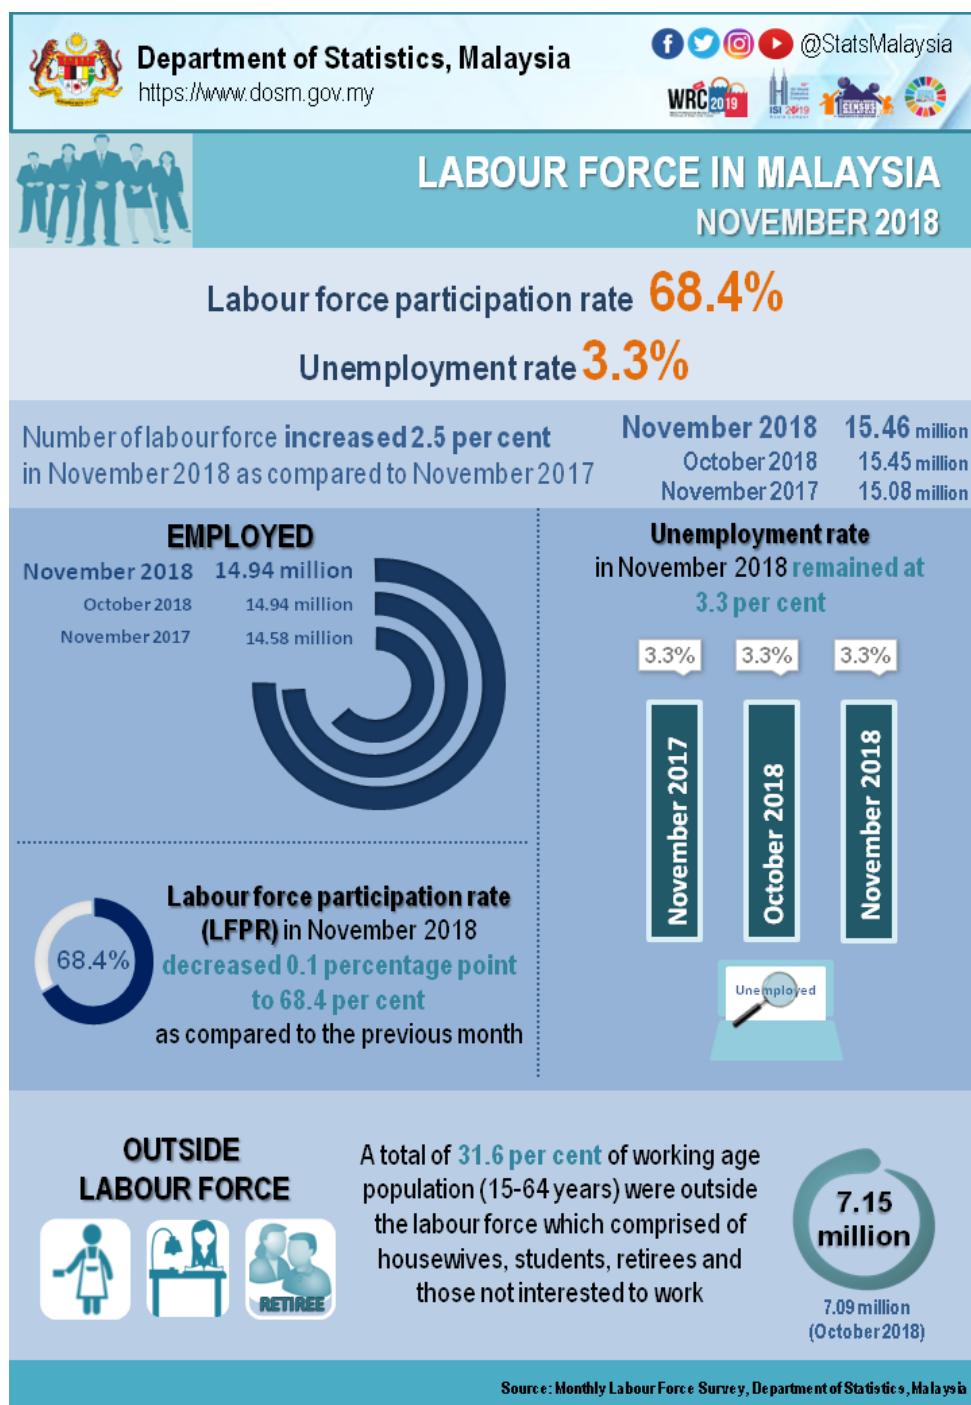 Department of Statistics, Malaysia
https://www.dosm.gov.my
@StatsMalaysia
WRC 2019
ISI 2019
CENSUS
LABOUR FORCE IN MALAYSIA
NOVEMBER 2018
Labour force participation rate 68.4%
Unemployment rate 3.3%
Number of labour force increased 2.5 per cent
in November 2018 as compared to November 2017
November 2018 15.46 million
October 2018 15.45 million
November 2017 15.08 million
EMPLOYED
November 2018 14.94 million
October 2018 14.94 million
November 2017 14.58 million
Unemployment rate
in November 2018 remained at
3.3 per cent
3.3% 3.3% 3.3%
November 2017
October 2018
November 2018
Unemployed
68.4%
Labour force participation rate
(LFPR) in November 2018
decreased 0.1 percentage point
to 68.4 per cent
as compared to the previous month
OUTSIDE
LABOUR FORCE
RETIREE
A total of 31.6 per cent of working age
population (15-64 years) were outside
the labour force which comprised of
housewives, students, retirees and
those not interested to work
7.15
million
7.09 million
(October 2018)
Source: Monthly Labour Force Survey, Department of Statistics, Malaysia